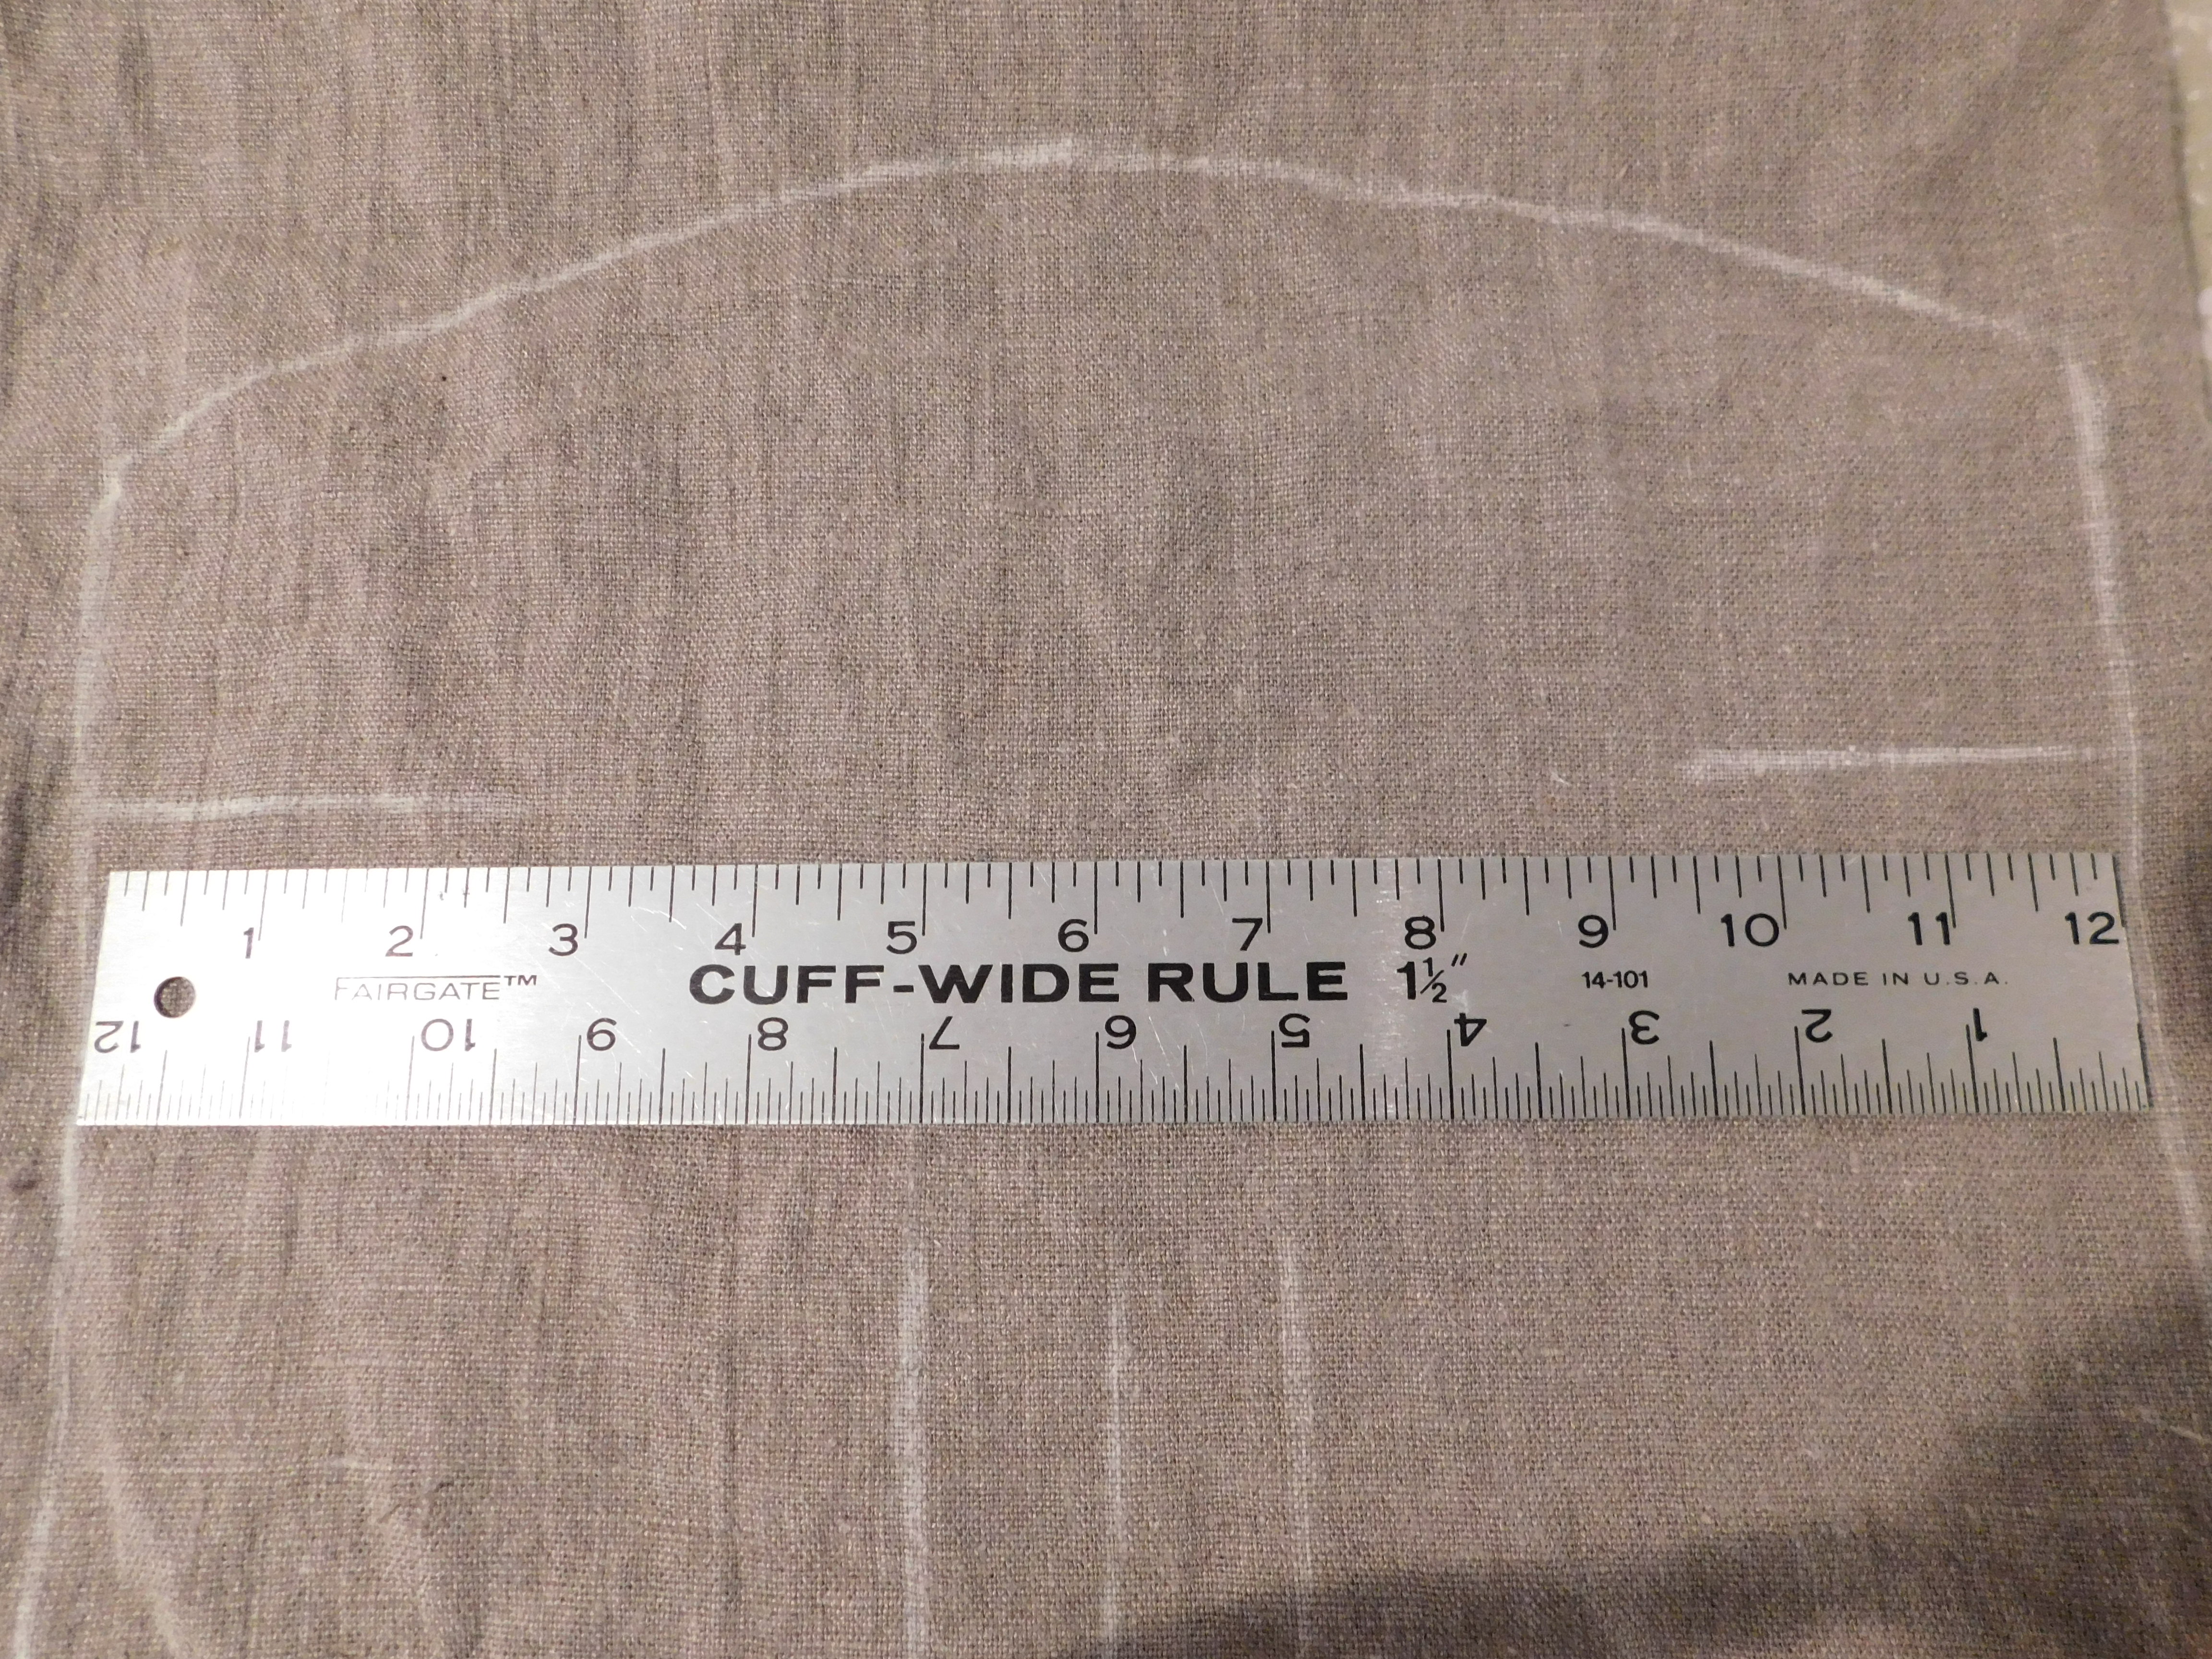 1 2 3 4 5 6 7 8 9 10 11 12
FAIRGATE™ CUFF-WIDE RULE 1½" 14-101 MADE IN U.S.A.
12 11 10 9 8 7 6 5 4 3 2 1